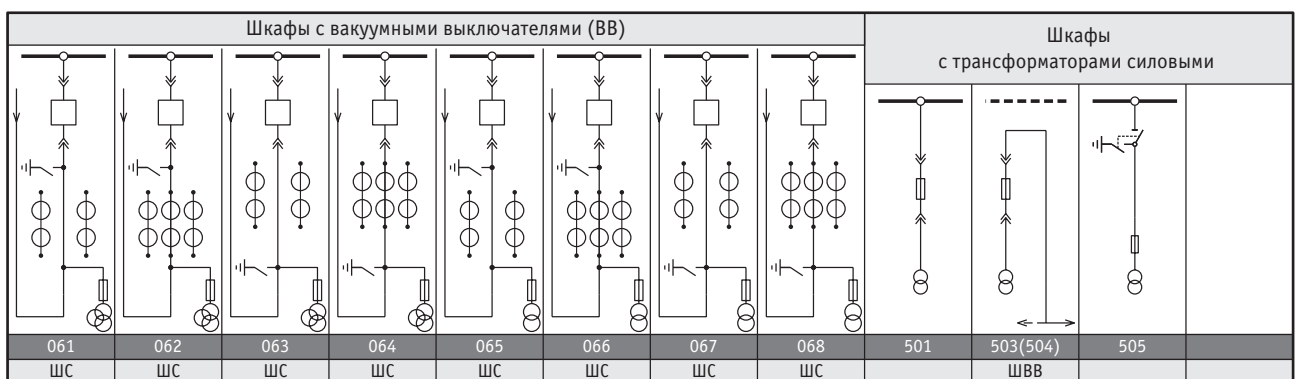 Шкафы с вакуумными выключателями (ВВ)
Шкафы
с трансформаторами силовыми
061 062 063 064 065 066 067 068 501 503(504) 505
ШС ШС ШС ШС ШС ШС ШС ШС ШВВ